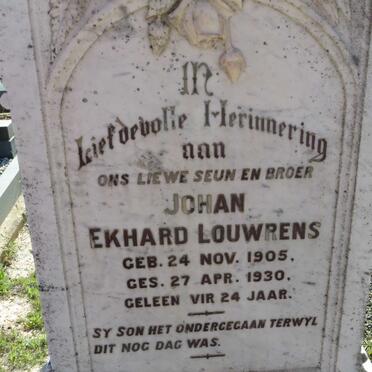 In
Liefdevolle Herinnering
aan
ONS LIEWE SEUN EN BROER
JOHAN
EKHARD LOUWRENS
GEB. 24 NOV. 1905.
GES. 27 APR. 1930.
GELEEN VIR 24 JAAR.
SY SON HET ONDERGEGAAN TERWYL
DIT NOG DAG WAS.